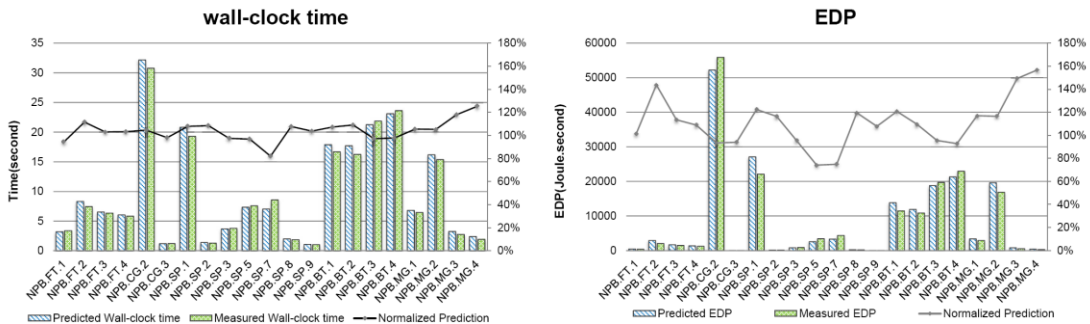 wall-clock time
Time(second)
35
30
25
20
15
10
5
0
180%
160%
140%
120%
100%
80%
60%
40%
20%
0%
NPB.FT.1
NPB.FT.2
NPB.FT.3
NPB.FT.4
NPB.CG.2
NPB.CG.3
NPB.SP.1
NPB.SP.2
NPB.SP.3
NPB.SP.5
NPB.SP.7
NPB.SP.8
NPB.SP.9
NPB.BT.1
NPB.BT.2
NPB.BT.3
NPB.BT.4
NPB.MG.1
NPB.MG.2
NPB.MG.3
NPB.MG.4
Predicted Wall-clock time
Measured Wall-clock time
Normalized Prediction
EDP
EDP(Joule.second)
60000
50000
40000
30000
20000
10000
0
180%
160%
140%
120%
100%
80%
60%
40%
20%
0%
NPB.FT.1
NPB.FT.2
NPB.FT.3
NPB.FT.4
NPB.CG.2
NPB.CG.3
NPB.SP.1
NPB.SP.2
NPB.SP.3
NPB.SP.5
NPB.SP.7
NPB.SP.8
NPB.SP.9
NPB.BT.1
NPB.BT.2
NPB.BT.3
NPB.BT.4
NPB.MG.1
NPB.MG.2
NPB.MG.3
NPB.MG.4
Predicted EDP
Measured EDP
Normalized Prediction